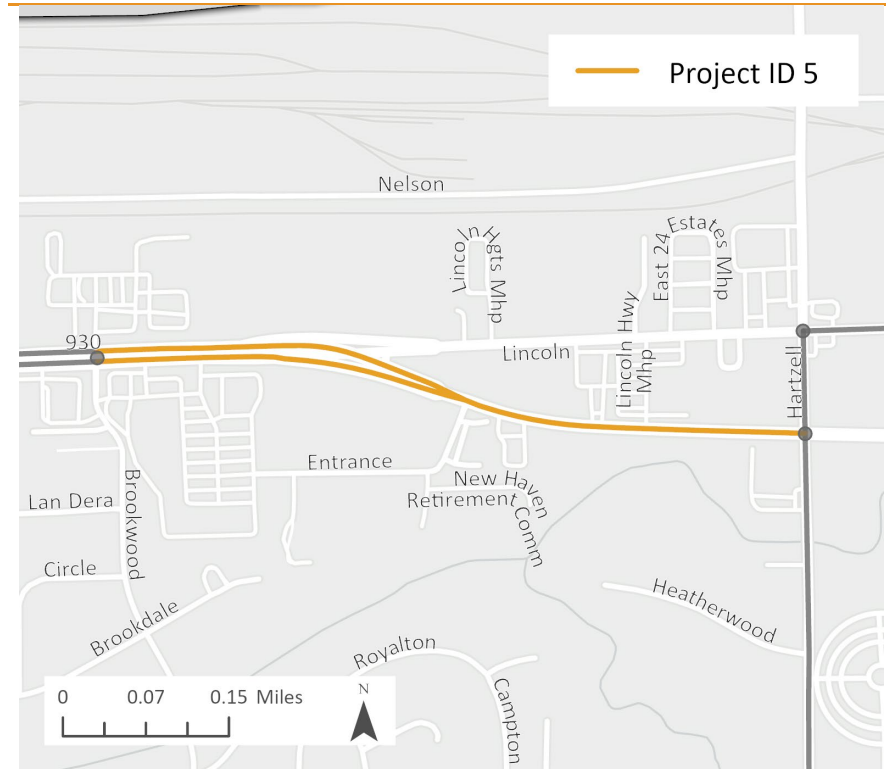 Project ID 5
Nelson
Lincoln Hgts Mhp
East 24
Estates Mhp
930
Lincoln
Lincoln Hwy
Mhp
Hartzell
Entrance
New Haven
Retirement Comm
Lan Dera
Brookwood
Circle
Brookdale
Heatherwood
Royalton
Campton
0 0.07 0.15 Miles
N